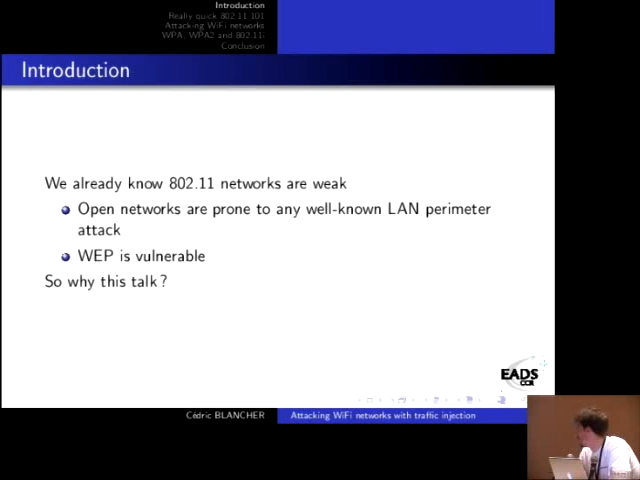 Introduction
Really quick 802.11 101
Attacking WiFi networks
WPA, WPA2 and 802.11i
Conclusion
Introduction
We already know 802.11 networks are weak
Open networks are prone to any well-known LAN perimeter
attack
WEP is vulnerable
So why this talk ?
EADS
CCR
Cédric BLANCHER
Attacking WiFi networks with traffic injection